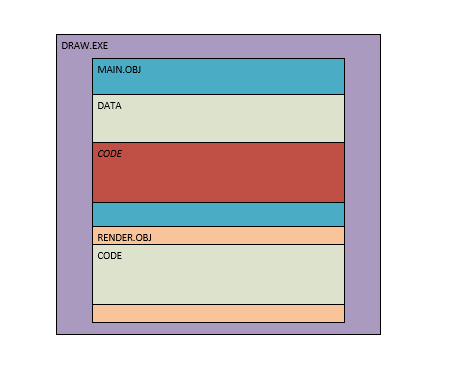 DRAW.EXE
MAIN.OBJ
DATA
CODE
RENDER.OBJ
CODE